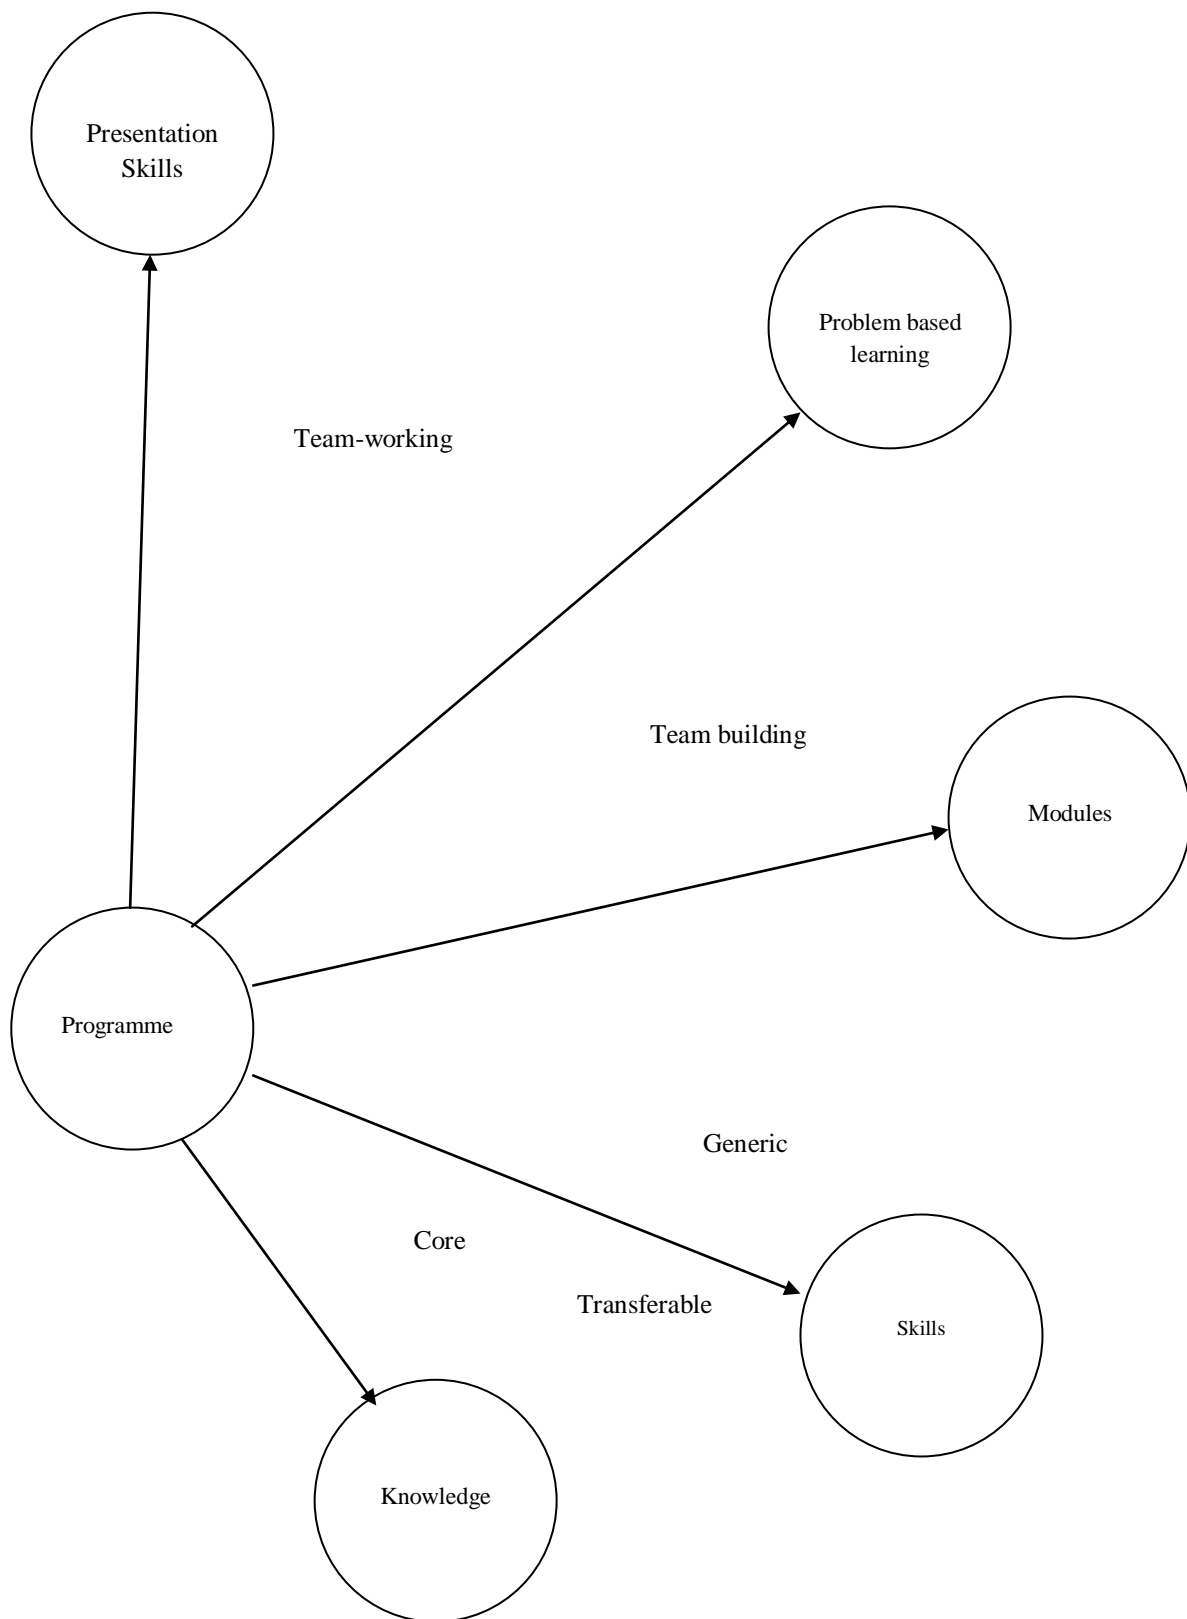 Presentation
Skills
Problem based
learning
Team-working
Team building
Modules
Programme
Generic
Core
Transferable
Skills
Knowledge